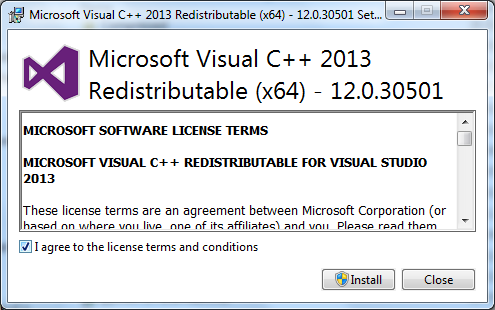 Microsoft Visual C++ 2013 Redistributable (x64) - 12.0.30501 Set...
Microsoft Visual C++ 2013
Redistributable (x64) - 12.0.30501
MICROSOFT SOFTWARE LICENSE TERMS
MICROSOFT VISUAL C++ REDISTRIBUTABLE FOR VISUAL STUDIO
2013
These license terms are an agreement between Microsoft Corporation (or
based on where you live, one of its affiliates) and you. Please read them.
I agree to the license terms and conditions
Install
Close